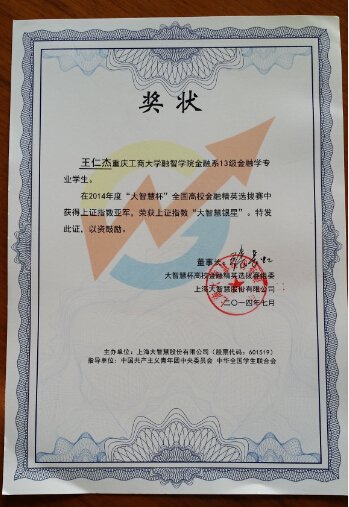 奖状
王仁杰重庆工商大学融智学院金融系13级金融学专
业学生。
在2014年度“大智慧杯”全国高校金融精英选拔赛中
获得上证指数亚军，荣获上证指数“大智慧银星”。特发
此证，以资鼓励。
董事长：
大智慧杯高校金融精英选拔赛组委
上海大智慧股份有限公司
二〇一四年七月
主办单位：上海大智慧股份有限公司（股票代码：601519）
指导单位：中国共产主义青年团中央委员会 中华全国学生联合会